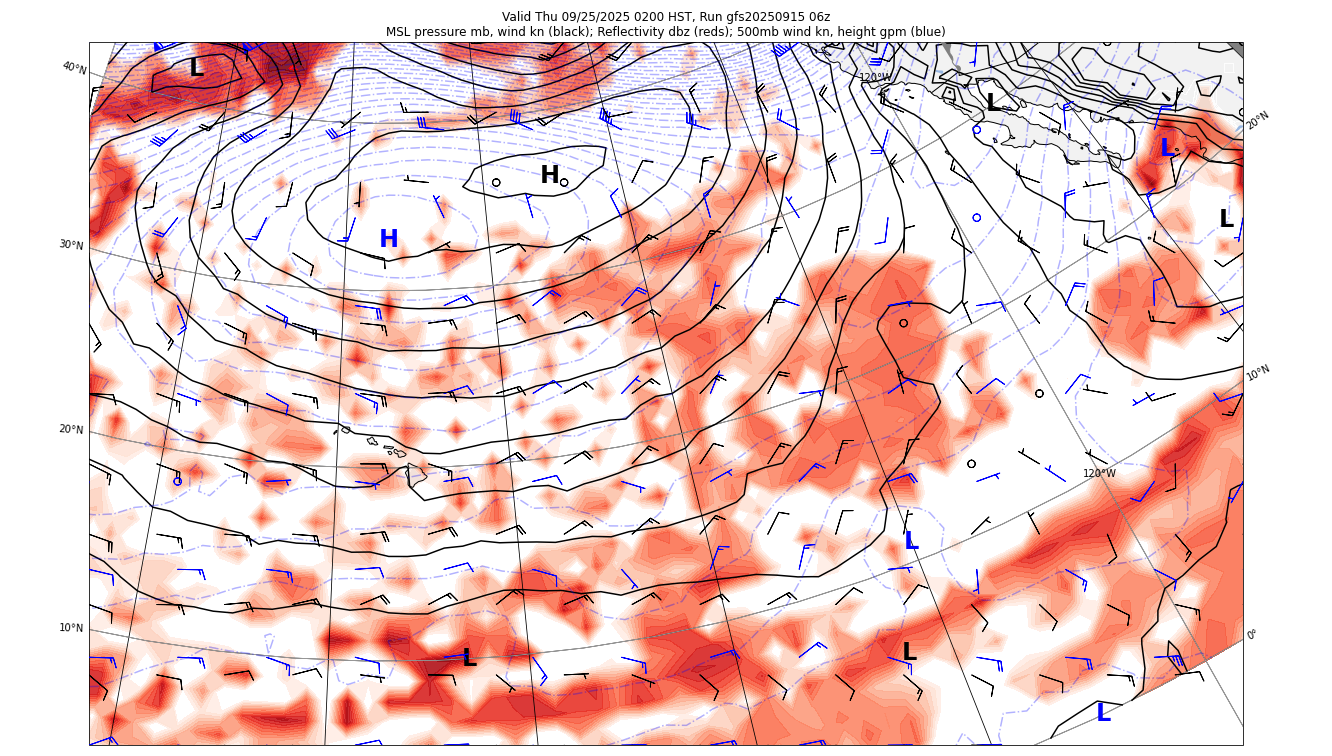 Valid Thu 09/25/2025 0200 HST, Run gfs20250915 06z
MSL pressure mb, wind kn (black); Reflectivity dbz (reds); 500mb wind kn, height gpm (blue)
40°N
L
120°W
L
20°N
L
H
L
30°N
H
10°N
20°N
120°W
L
10°N
L
L
0°
L